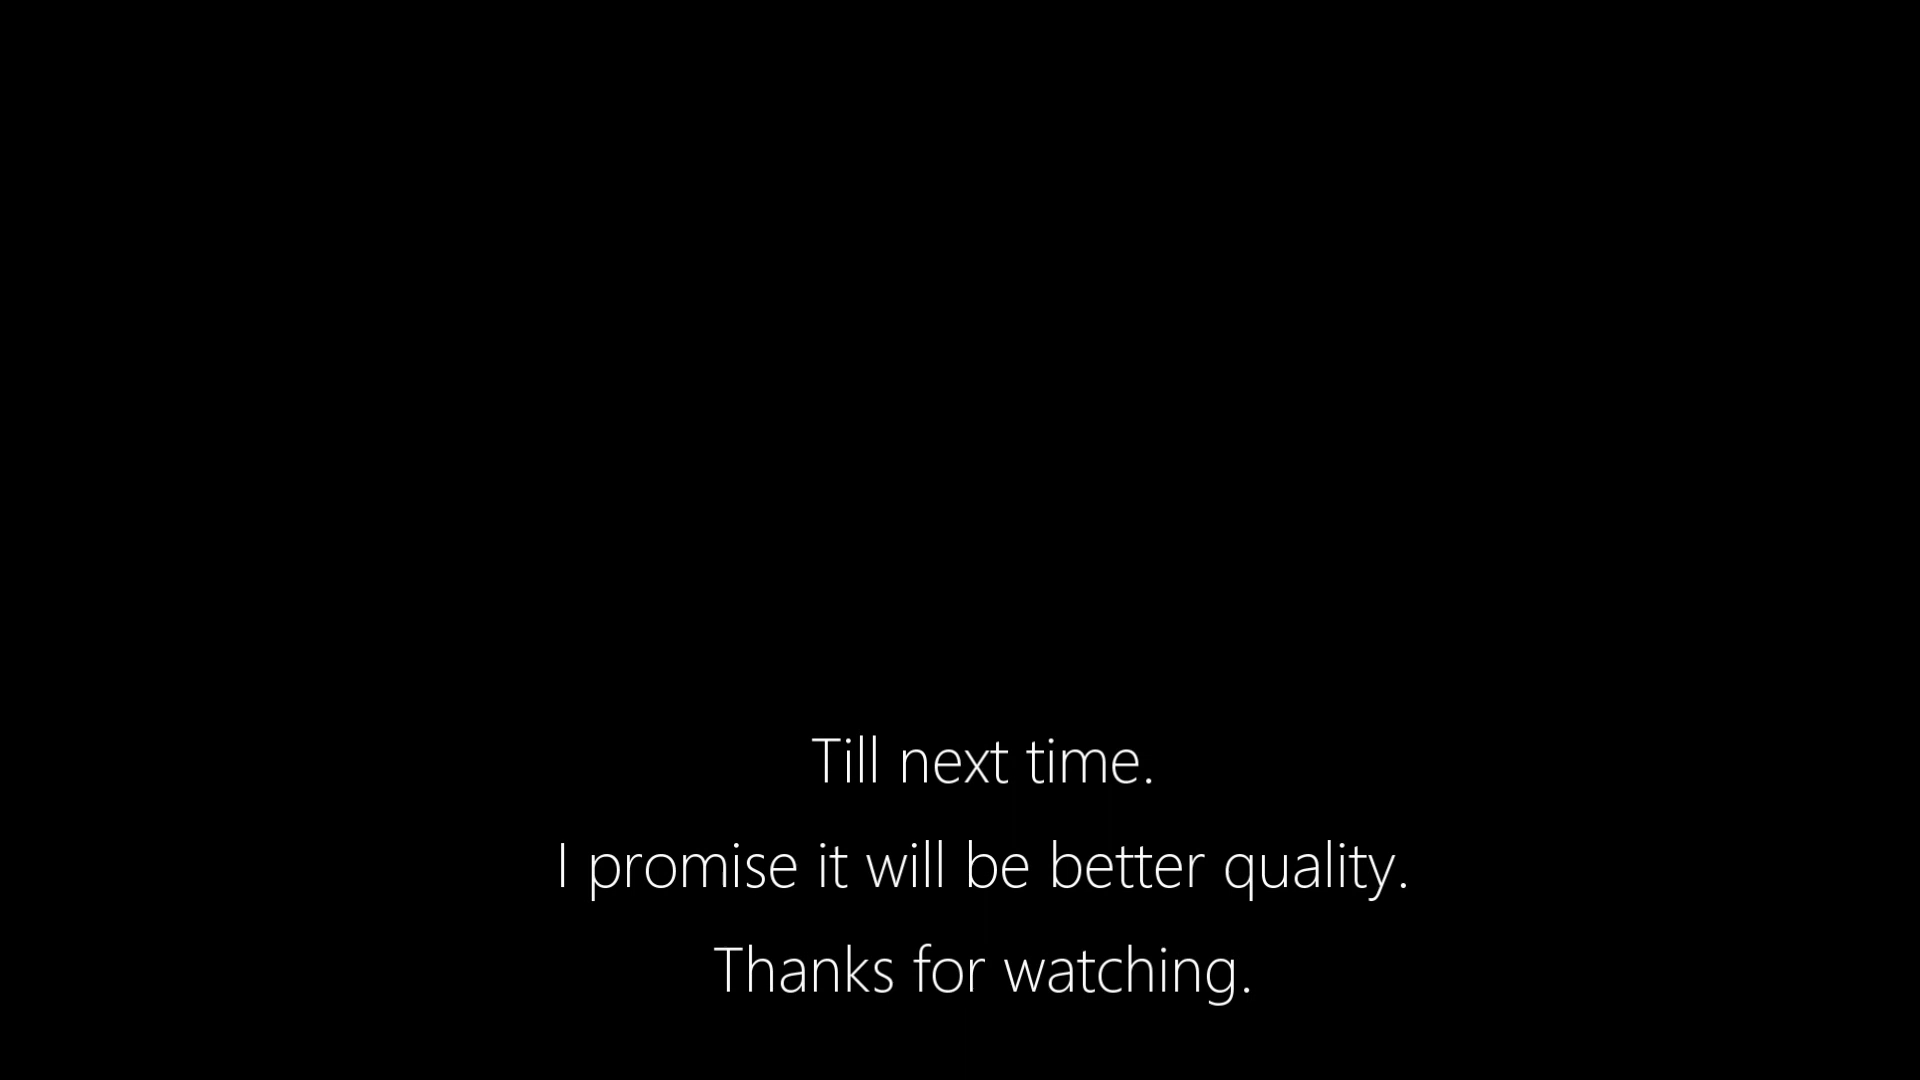 Till next time.
I promise it will be better quality.
Thanks for watching.